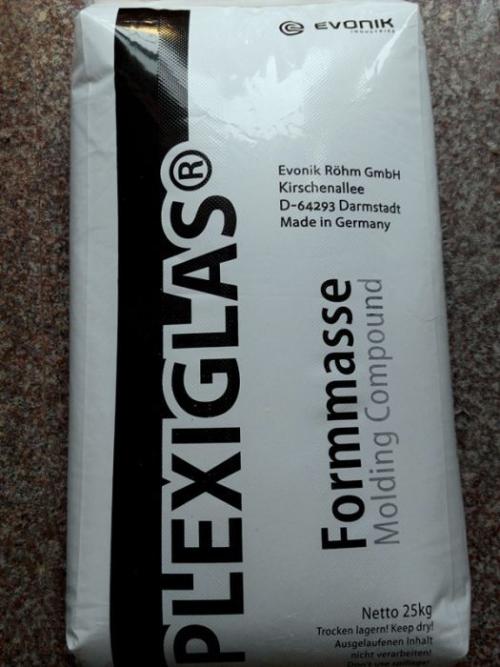 evonik
INDUSTRIES
PLEXIGLAS®
Evonik Röhm GmbH
Kirschenallee
D-64293 Darmstadt
Made in Germany
Formmasse
Molding Compound
Netto 25kg
Trocken lagern! Keep dry!
Ausgelaufenen Inhalt
nicht verarbeiten!